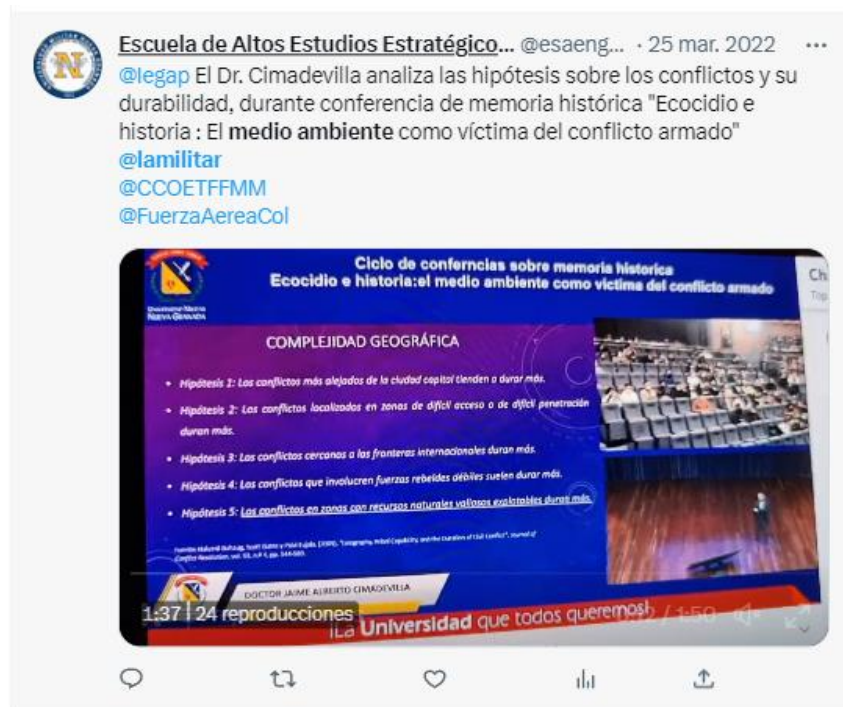 Escuela de Altos Estudios Estratégico... @esaeng... · 25 mar. 2022 ...
@legap El Dr. Cimadevilla analiza las hipótesis sobre los conflictos y su
durabilidad, durante conferencia de memoria histórica "Ecocidio e
historia : El medio ambiente como víctima del conflicto armado"
@lamilitar
@CCOETFFMM
@FuerzaAereaCol
Ciclo de conferncias sobre memoria historica
Ecocidio e historia:el medio ambiente como victima del conflicto armado
NUEVA GRANADA
COMPLEJIDAD GEOGRÁFICA
• Hipótesis 1: Los conflictos más alejados de la ciudad capital tienden a durar más.
• Hipótesis 2: Los conflictos localizados en zonas de difícil acceso o de difícil penetración
duran más.
• Hipótesis 3: Los conflictos cercanos a las fronteras internacionales duran más.
• Hipótesis 4: Los conflictos que involucren fuerzas rebeldes débiles suelen durar más.
• Hipótesis 5: Los conflictos en zonas con recursos naturales valiosos explotables duran más.
DOCTOR JAIME ALBERTO CIMADEVILLA
1:37 | 24 reproducciones
¡La Universidad que todos queremos!
/ 1:50